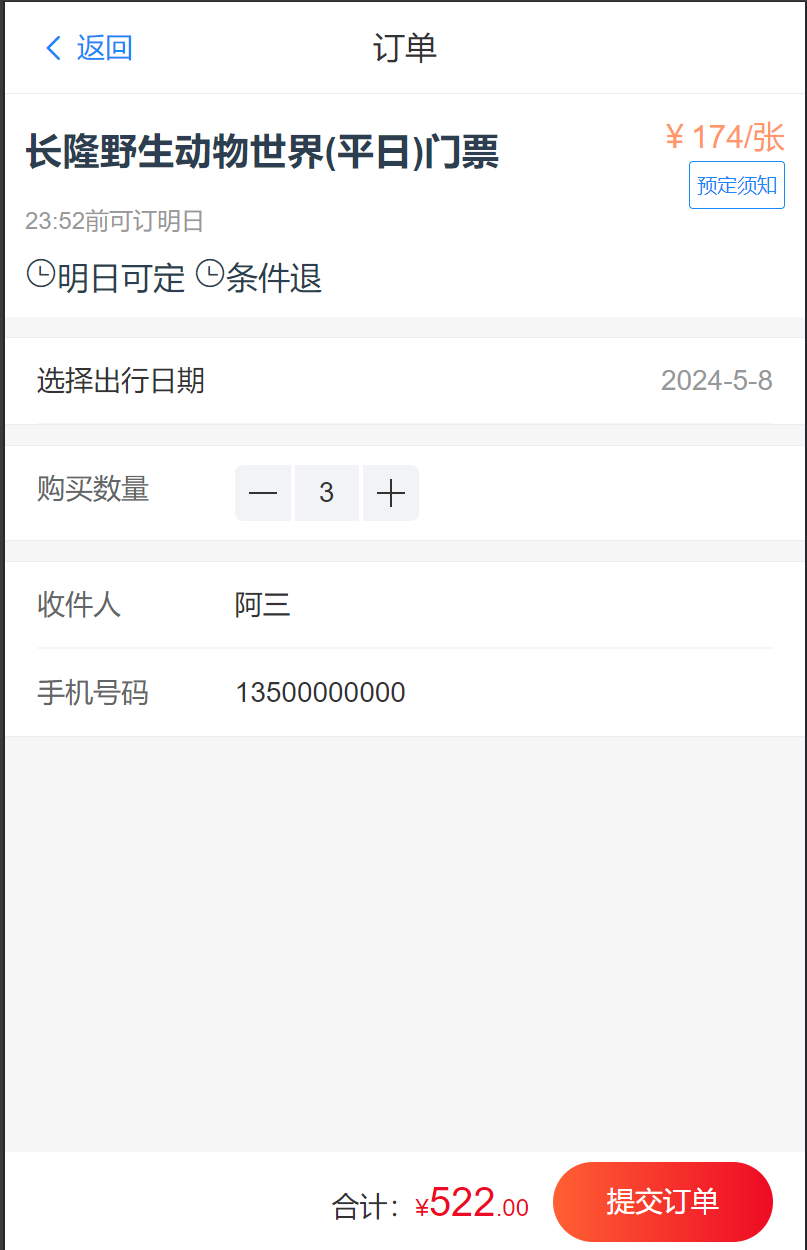 返回
订单
长隆野生动物世界(平日)门票
¥ 174/张
预定须知
23:52前可订明日
明日可定 条件退
选择出行日期 2024-5-8
购买数量 3
收件人 阿三
手机号码 13500000000
合计：¥522.00 提交订单